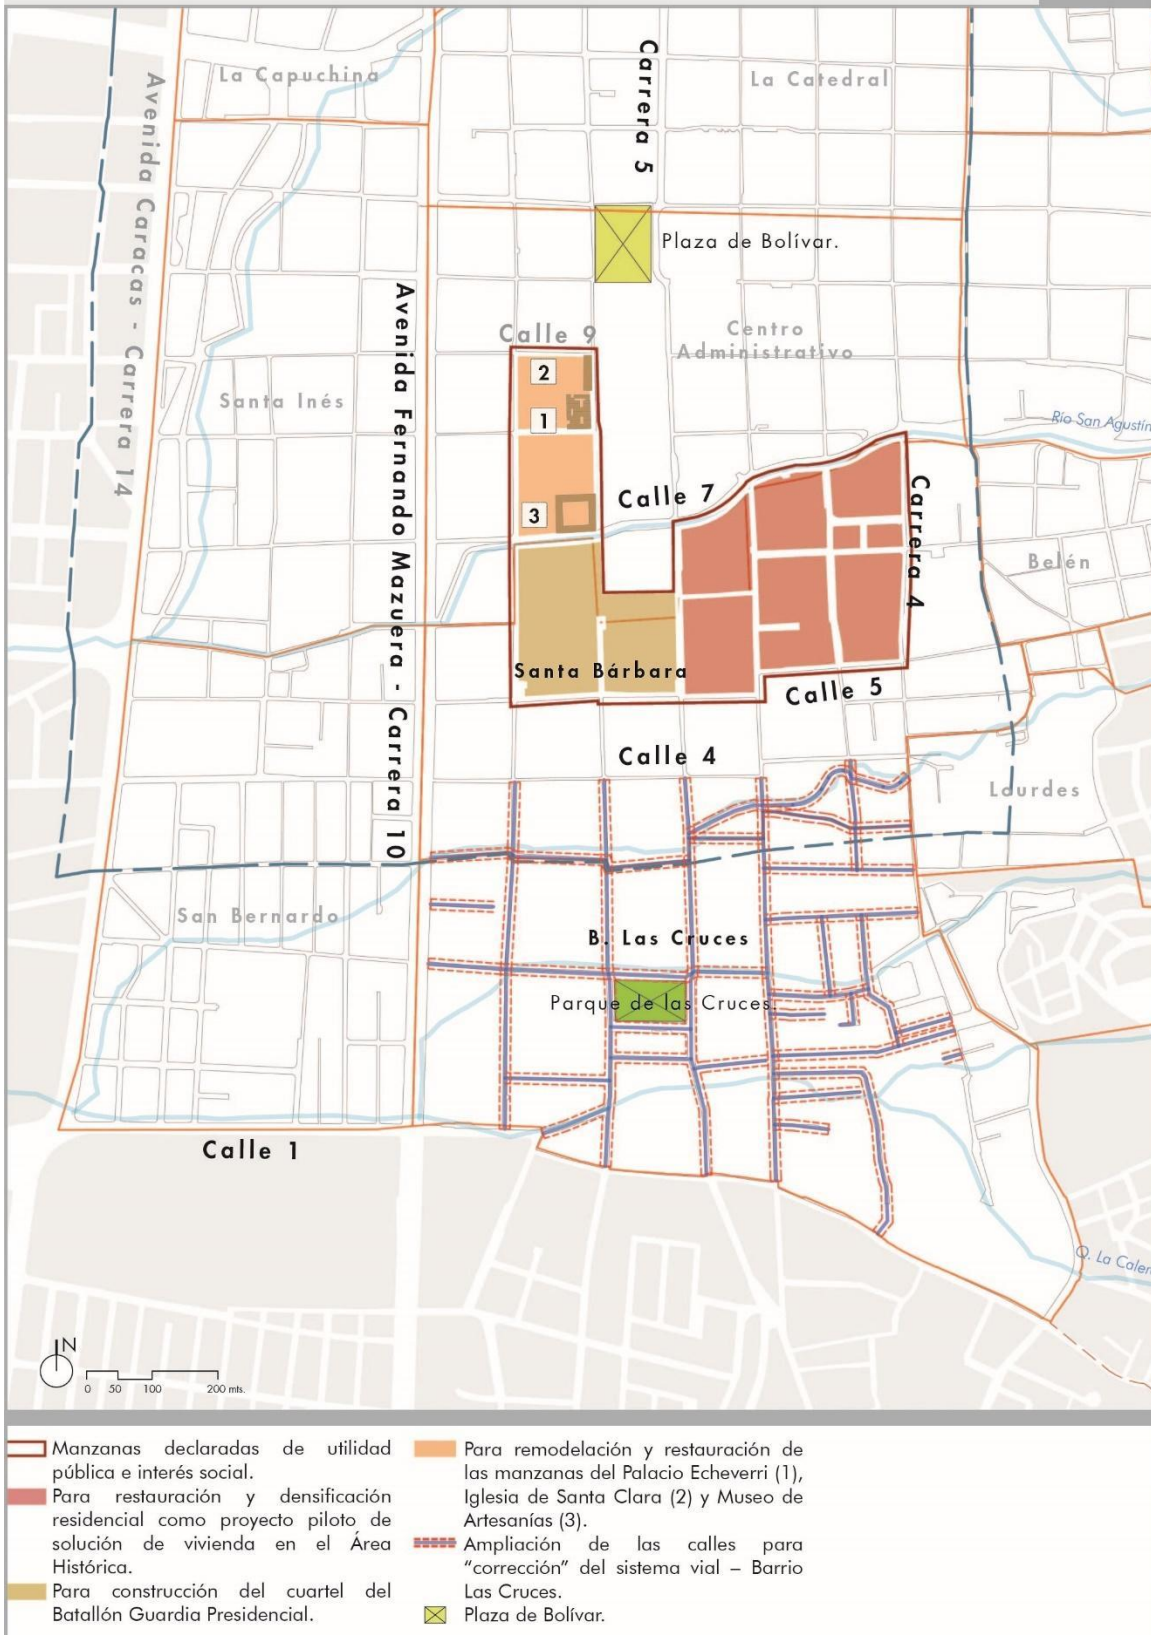 La Capuchina
Carrera 5
La Catedral
Avenida Caracas - Carrera 14
Plaza de Bolívar.
Avenida Fernando Mazuera - Carrera 10
Calle 9
Centro
Administrativo
2
1
Santa Inés
Río San Agustín
3
Calle 7
Carrera 4
Belén
Santa Bárbara
Calle 5
Calle 4
Lourdes
San Bernardo
B. Las Cruces
Parque de las Cruces.
Calle 1
N
0 50 100 200 mts.
Manzanas declaradas de utilidad
pública e interés social.
Para restauración y densificación
residencial como proyecto piloto de
solución de vivienda en el Área
Histórica.
Para construcción del cuartel del
Batallón Guardia Presidencial.
Para remodelación y restauración de
las manzanas del Palacio Echeverri (1),
Iglesia de Santa Clara (2) y Museo de
Artesanías (3).
Ampliación de las calles para
“corrección” del sistema vial – Barrio
Las Cruces.
Plaza de Bolívar.